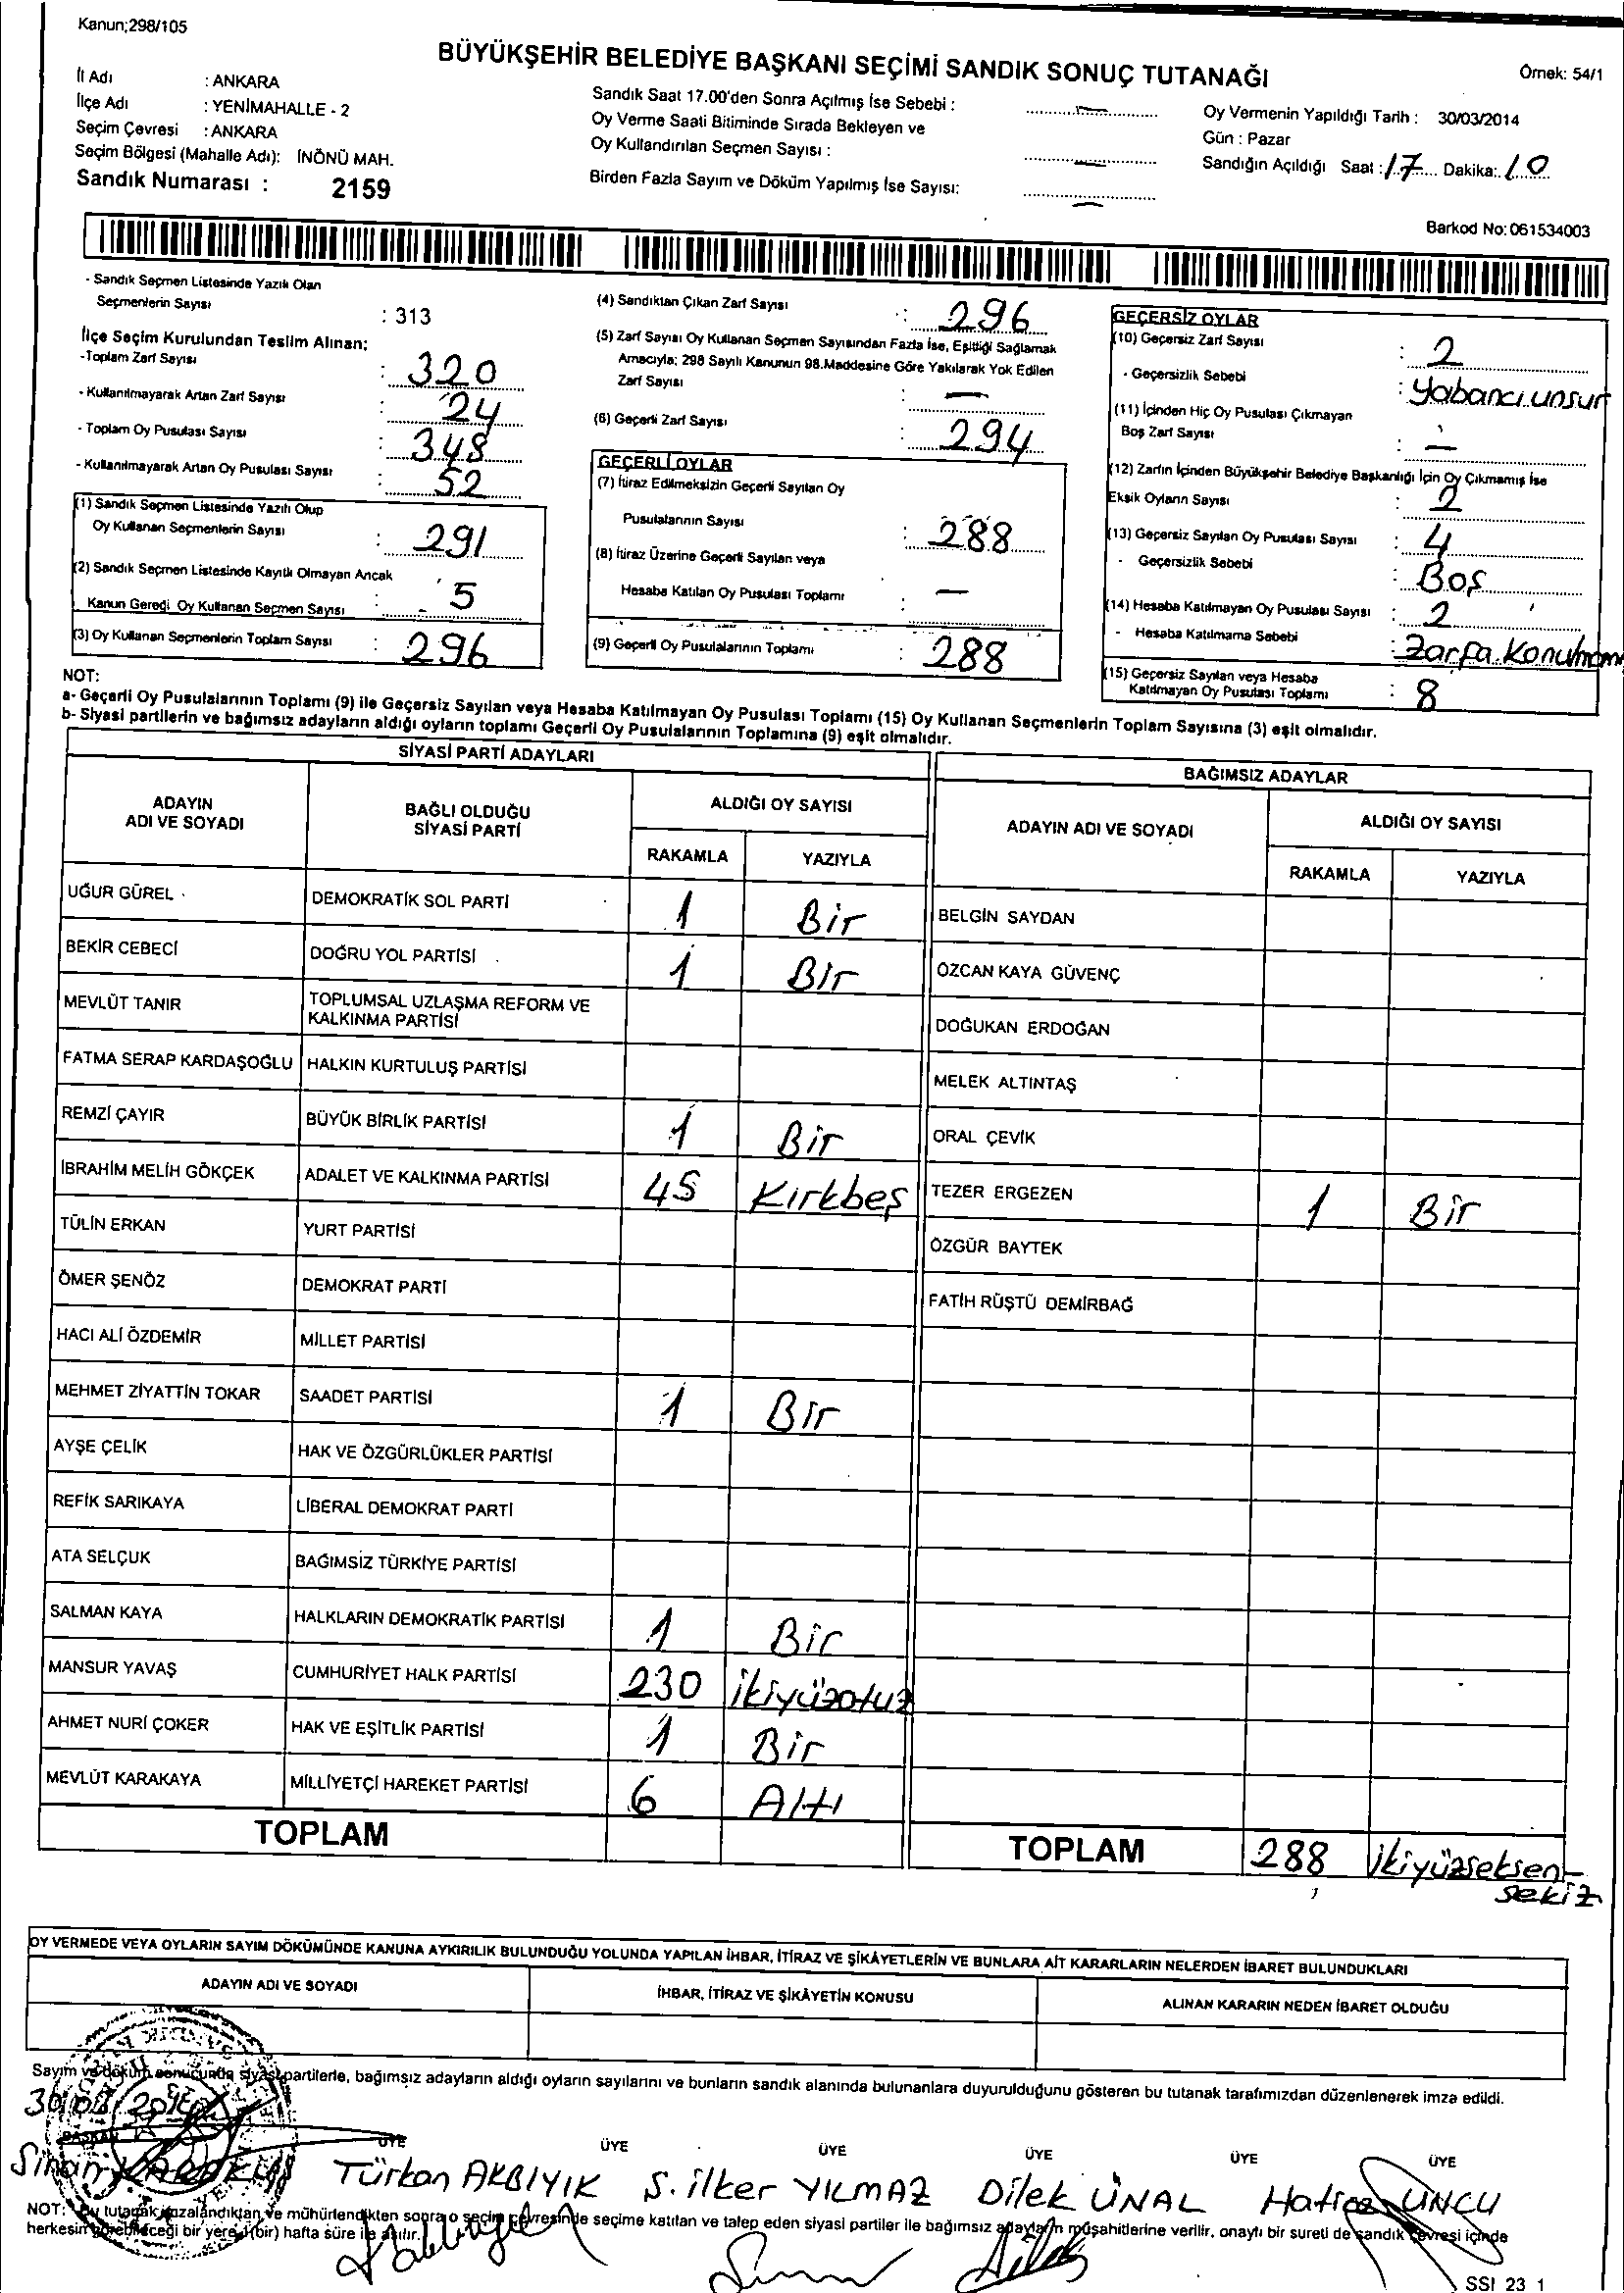 Kanun;298/105
BÜYÜKŞEHİR BELEDİYE BAŞKANI SEÇİMİ SANDIK SONUÇ TUTANAĞI
Örnek: 54/1
İl Adı : ANKARA
İlçe Adı : YENİMAHALLE - 2
Seçim Çevresi : ANKARA
Seçim Bölgesi (Mahalle Adı): İNÖNÜ MAH.
Sandık Numarası : 2159
Sandık Saat 17.00'den Sonra Açılmış İse Sebebi : —
Oy Verme Saati Bitiminde Sırada Bekleyen ve
Oy Kullandırılan Seçmen Sayısı : —
Birden Fazla Sayım ve Döküm Yapılmış İse Sayısı: —
Oy Vermenin Yapıldığı Tarih : 30/03/2014
Gün : Pazar
Sandığın Açıldığı Saat : 17 Dakika: 10
Barkod No: 061534003
- Sandık Seçmen Listesinde Yazılı Olan
Seçmenlerin Sayısı : 313
İlçe Seçim Kurulundan Teslim Alınan:
-Toplam Zarf Sayısı : 320
- Kullanılmayarak Artan Zarf Sayısı : 24
- Toplam Oy Pusulası Sayısı : 348
- Kullanılmayarak Artan Oy Pusulası Sayısı : 52
(1) Sandık Seçmen Listesinde Yazılı Olup
Oy Kullanan Seçmenlerin Sayısı : 291
(2) Sandık Seçmen Listesinde Kayıtlı Olmayan Ancak
Kanun Gereği Oy Kullanan Seçmen Sayısı : 5
(3) Oy Kullanan Seçmenlerin Toplam Sayısı : 296
(4) Sandıktan Çıkan Zarf Sayısı : 296
(5) Zarf Sayısı Oy Kullanan Seçmen Sayısından Fazla İse, Eşitliği Sağlamak
Amacıyla; 298 Sayılı Kanunun 98.Maddesine Göre Yakılarak Yok Edilen
Zarf Sayısı : —
(6) Geçerli Zarf Sayısı : 294
GEÇERLİ OYLAR
(7) İtiraz Edilmeksizin Geçerli Sayılan Oy
Pusulalarının Sayısı : 288
(8) İtiraz Üzerine Geçerli Sayılan veya
Hesaba Katılan Oy Pusulası Toplamı : —
(9) Geçerli Oy Pusulalarının Toplamı : 288
GEÇERSİZ OYLAR
(10) Geçersiz Zarf Sayısı : 2
- Geçersizlik Sebebi : Yabancı unsur
(11) İçinden Hiç Oy Pusulası Çıkmayan
Boş Zarf Sayısı : —
(12) Zarfın İçinden Büyükşehir Belediye Başkanlığı İçin Oy Çıkmamış İse
Eksik Oyların Sayısı : 2
(13) Geçersiz Sayılan Oy Pusulası Sayısı : 4
- Geçersizlik Sebebi : Boş
(14) Hesaba Katılmayan Oy Pusulası Sayısı : 2
- Hesaba Katılmama Sebebi : Zarfa
(15) Geçersiz Sayılan veya Hesaba
Katılmayan Oy Pusulası Toplamı : 8
NOT:
a- Geçerli Oy Pusulalarının Toplamı (9) ile Geçersiz Sayılan veya Hesaba Katılmayan Oy Pusulası Toplamı (15) Oy Kullanan Seçmenlerin Toplam Sayısına (3) eşit olmalıdır.
b- Siyasi partilerin ve bağımsız adayların aldığı oyların toplamı Geçerli Oy Pusulalarının Toplamına (9) eşit olmalıdır.
SİYASİ PARTİ ADAYLARI
ADAYIN ADI VE SOYADI
BAĞLI OLDUĞU SİYASİ PARTİ
ALDIĞI OY SAYISI
RAKAMLA YAZIYLA
UĞUR GÜREL DEMOKRATİK SOL PARTİ 1 Bir
BEKİR CEBECİ DOĞRU YOL PARTİSİ 1 Bir
MEVLÜT TANIR TOPLUMSAL UZLAŞMA REFORM VE
KALKINMA PARTİSİ
FATMA SERAP KARDAŞOĞLU HALKIN KURTULUŞ PARTİSİ
REMZİ ÇAYIR BÜYÜK BİRLİK PARTİSİ 1 Bir
İBRAHİM MELİH GÖKÇEK ADALET VE KALKINMA PARTİSİ 45 Kırkbeş
TÜLİN ERKAN YURT PARTİSİ
ÖMER ŞENÖZ DEMOKRAT PARTİ
HACI ALİ ÖZDEMİR MİLLET PARTİSİ
MEHMET ZİYATTİN TOKAR SAADET PARTİSİ 1 Bir
AYŞE ÇELİK HAK VE ÖZGÜRLÜKLER PARTİSİ
REFİK SARIKAYA LİBERAL DEMOKRAT PARTİ
ATA SELÇUK BAĞIMSIZ TÜRKİYE PARTİSİ
SALMAN KAYA HALKLARIN DEMOKRATİK PARTİSİ 1 Bir
MANSUR YAVAŞ CUMHURİYET HALK PARTİSİ 230 ikiyüzotuz
AHMET NURİ ÇOKER HAK VE EŞİTLİK PARTİSİ 1 Bir
MEVLÜT KARAKAYA MİLLİYETÇİ HAREKET PARTİSİ 6 Altı
TOPLAM
BAĞIMSIZ ADAYLAR
ADAYIN ADI VE SOYADI
ALDIĞI OY SAYISI
RAKAMLA YAZIYLA
BELGİN SAYDAN
ÖZCAN KAYA GÜVENÇ
DOĞUKAN ERDOĞAN
MELEK ALTINTAŞ
ORAL ÇEVİK
TEZER ERGEZEN 1 Bir
ÖZGÜR BAYTEK
FATİH RÜŞTÜ DEMİRBAĞ
TOPLAM 288 İkiyüzseksen-
sekiz
OY VERMEDE VEYA OYLARIN SAYIM DÖKÜMÜNDE KANUNA AYKIRILIK BULUNDUĞU YOLUNDA YAPILAN İHBAR, İTİRAZ VE ŞİKÂYETLERİN VE BUNLARA AİT KARARLARIN NELERDEN İBARET BULUNDUKLARI
ADAYIN ADI VE SOYADI
İHBAR, İTİRAZ VE ŞİKÂYETİN KONUSU
ALINAN KARARIN NEDEN İBARET OLDUĞU
Sayım ve döküm sonucunda siyasi partilerle, bağımsız adayların aldığı oyların sayılarını ve bunların sandık alanında bulunanlara duyurulduğunu gösteren bu tutanak tarafımızdan düzenlenerek imza edildi.
30/03/2014
BAŞKAN ÜYE ÜYE ÜYE ÜYE ÜYE ÜYE
Sinan Türkan AKBIYIK S. ilker YILMAZ Dilek ÜNAL Hatice UNCU
NOT: Bu tutanak imzalandıktan ve mühürlendikten sonra o seçim çevresinde seçime katılan ve talep eden siyasi partiler ile bağımsız adayların müşahitlerine verilir, onaylı bir sureti de sandık çevresi içinde
herkesin görebileceği bir yere 1 (bir) hafta süre ile asılır.
SSI 23 1